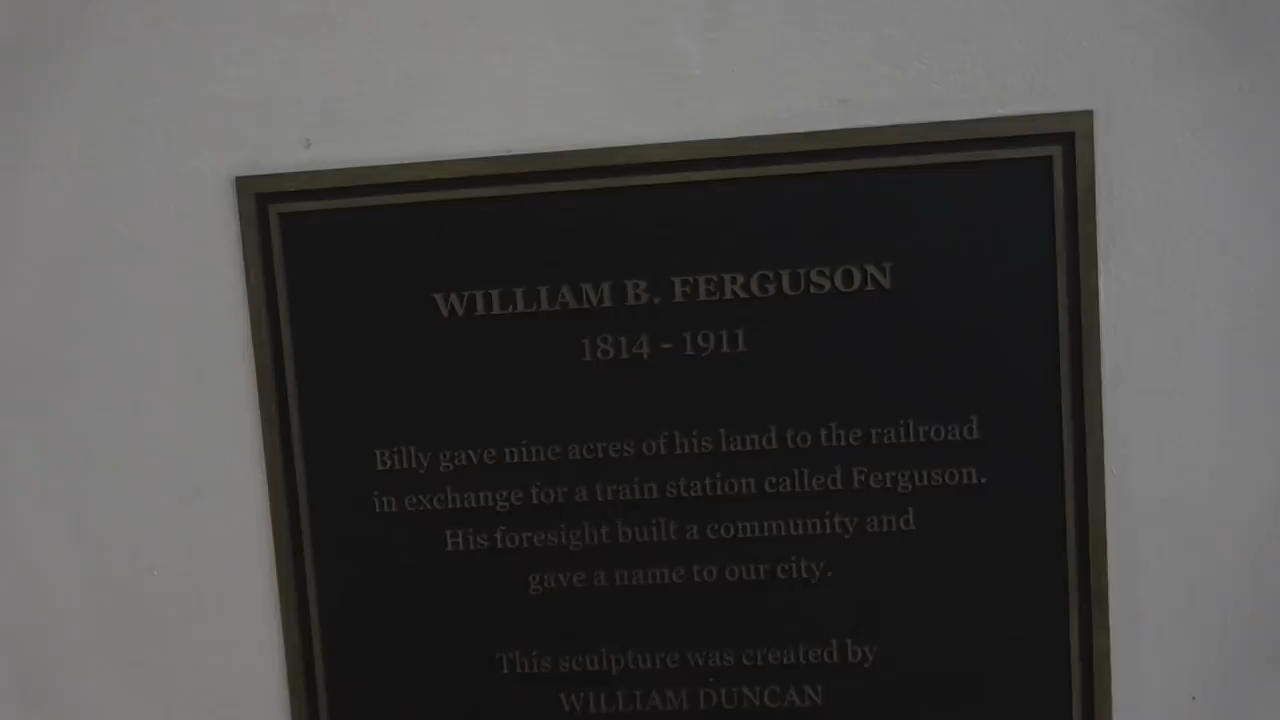 WILLIAM B. FERGUSON
1814 - 1911
Billy gave nine acres of his land to the railroad
in exchange for a train station called Ferguson.
His foresight built a community and
gave a name to our city.
This sculpture was created by
WILLIAM DUNCAN